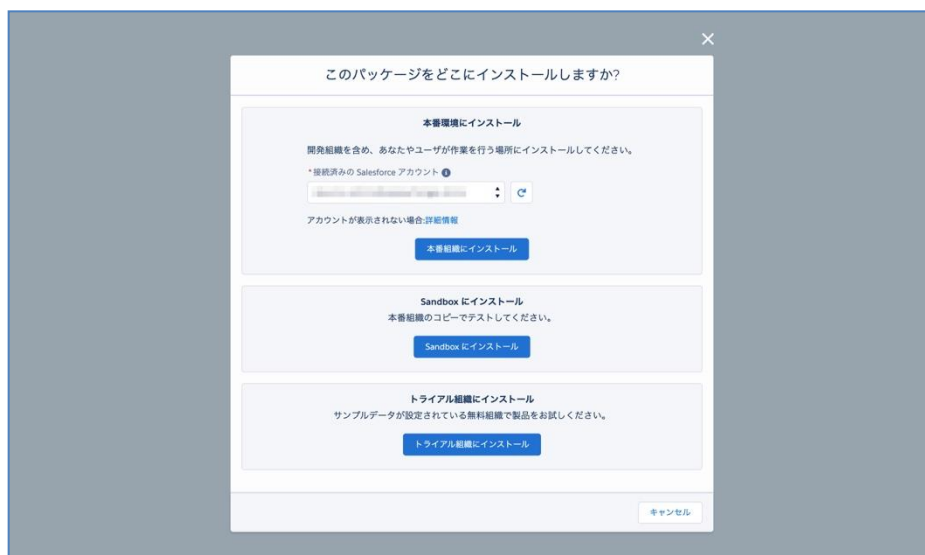 このパッケージをどこにインストールしますか?
本番環境にインストール
開発組織を含め、あなたやユーザが作業を行う場所にインストールしてください。
*接続済みの Salesforce アカウント
アカウントが表示されない場合:詳細情報
本番組織にインストール
Sandbox にインストール
本番組織のコピーでテストしてください。
Sandbox にインストール
トライアル組織にインストール
サンプルデータが設定されている無料組織で製品をお試しください。
トライアル組織にインストール
キャンセル